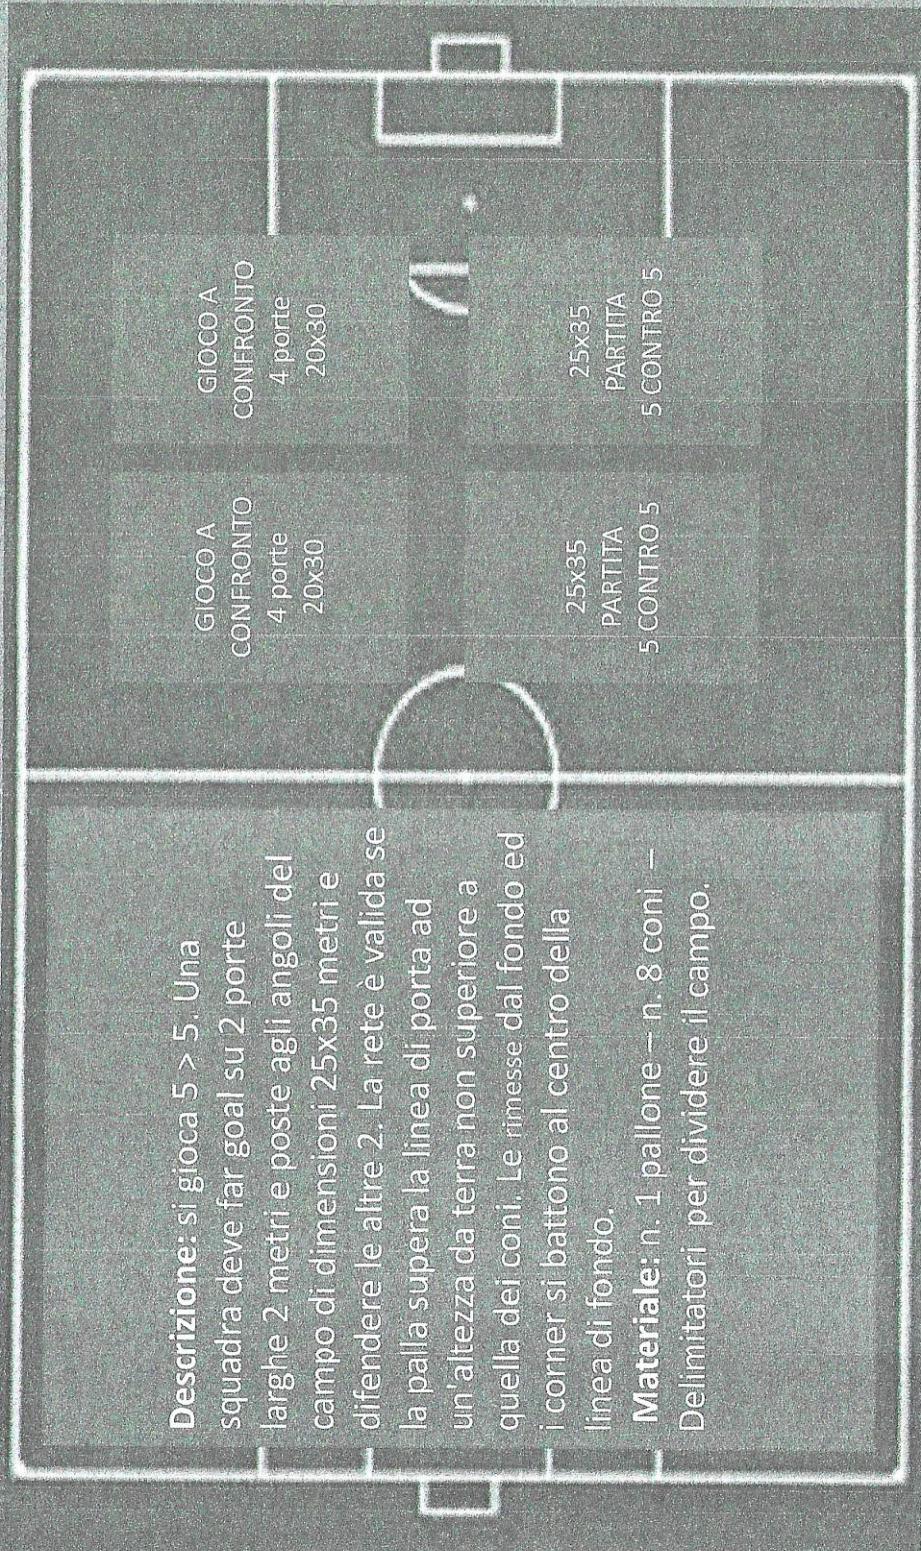 Descrizione: si gioca 5 > 5. Una
squadra deve far goal su 2 porte
larghe 2 metri e poste agli angoli del
campo di dimensioni 25x35 metri e
difendere le altre 2. La rete è valida se
la palla supera la linea di porta ad
un'altezza da terra non superiore a
quella dei coni. Le rimesse dal fondo ed
i corner si battono al centro della
linea di fondo.
Materiale: n. 1 pallone – n. 8 coni –
Delimitatori per dividere il campo.
GIOCO A
CONFRONTO
4 porte
20x30
GIOCO A
CONFRONTO
4 porte
20x30
25x35
PARTITA
5 CONTRO 5
25x35
PARTITA
5 CONTRO 5